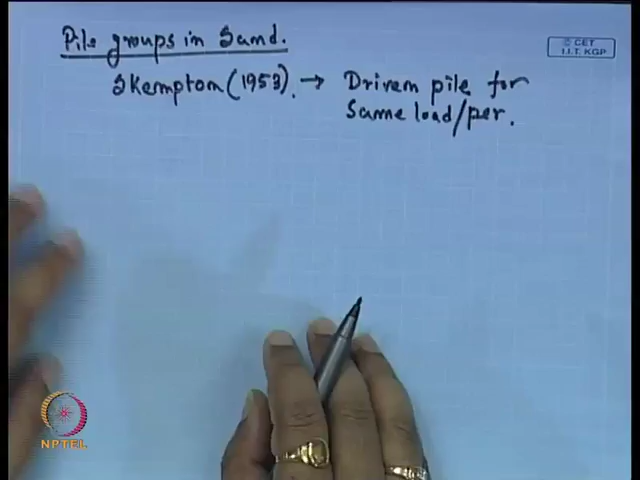 Pile groups in Sand.
© CET
I.I.T. KGP
Skempton (1953). → Driven pile for
Same load/per.
NPTEL